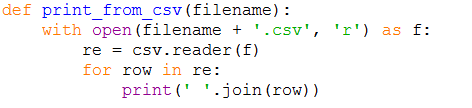 def print_from_csv(filename):
    with open(filename + '.csv', 'r') as f:
        re = csv.reader(f)
        for row in re:
            print(' '.join(row))